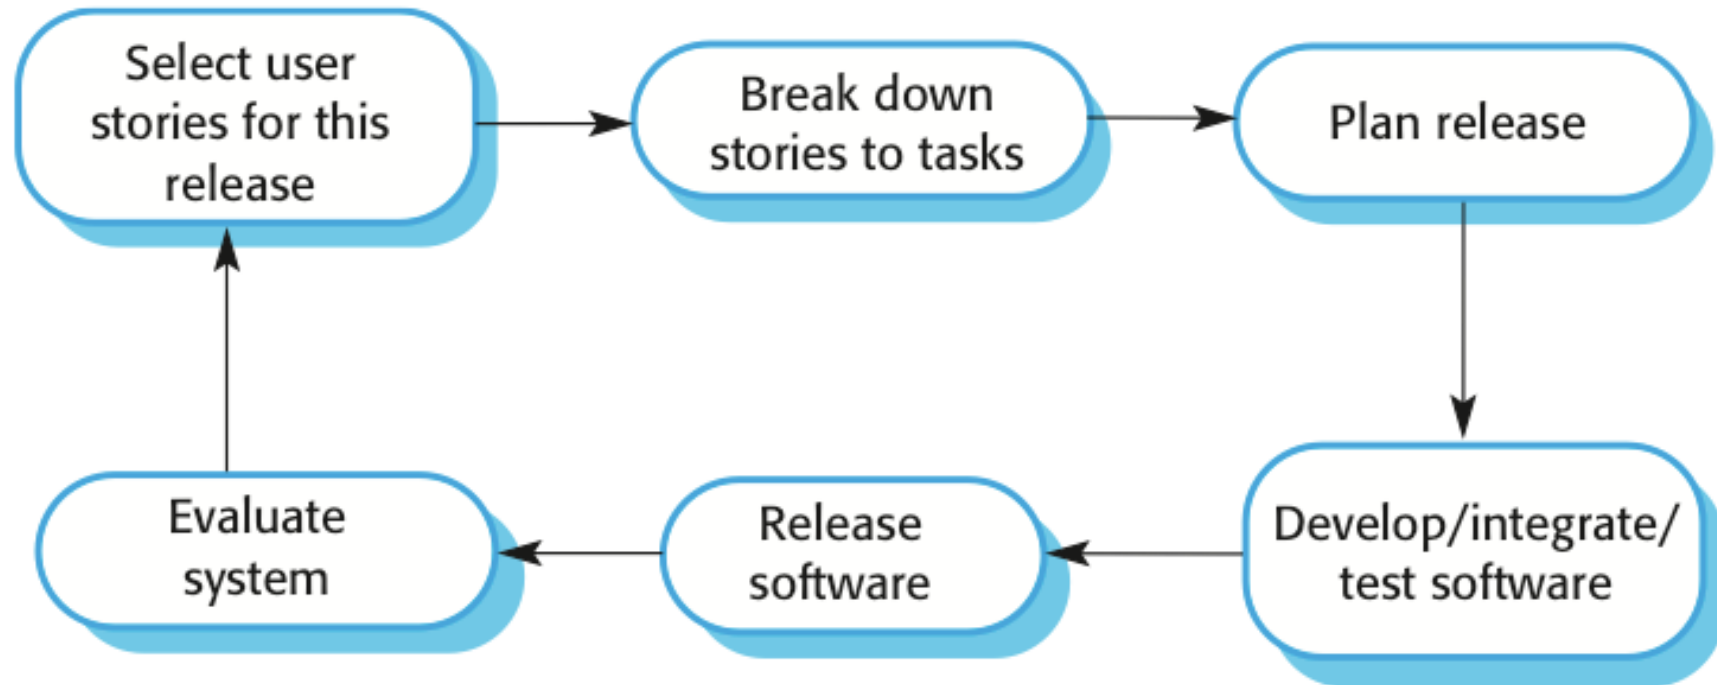 Select user
stories for this
release
Break down
stories to tasks
Plan release
Evaluate
system
Release
software
Develop/integrate/
test software